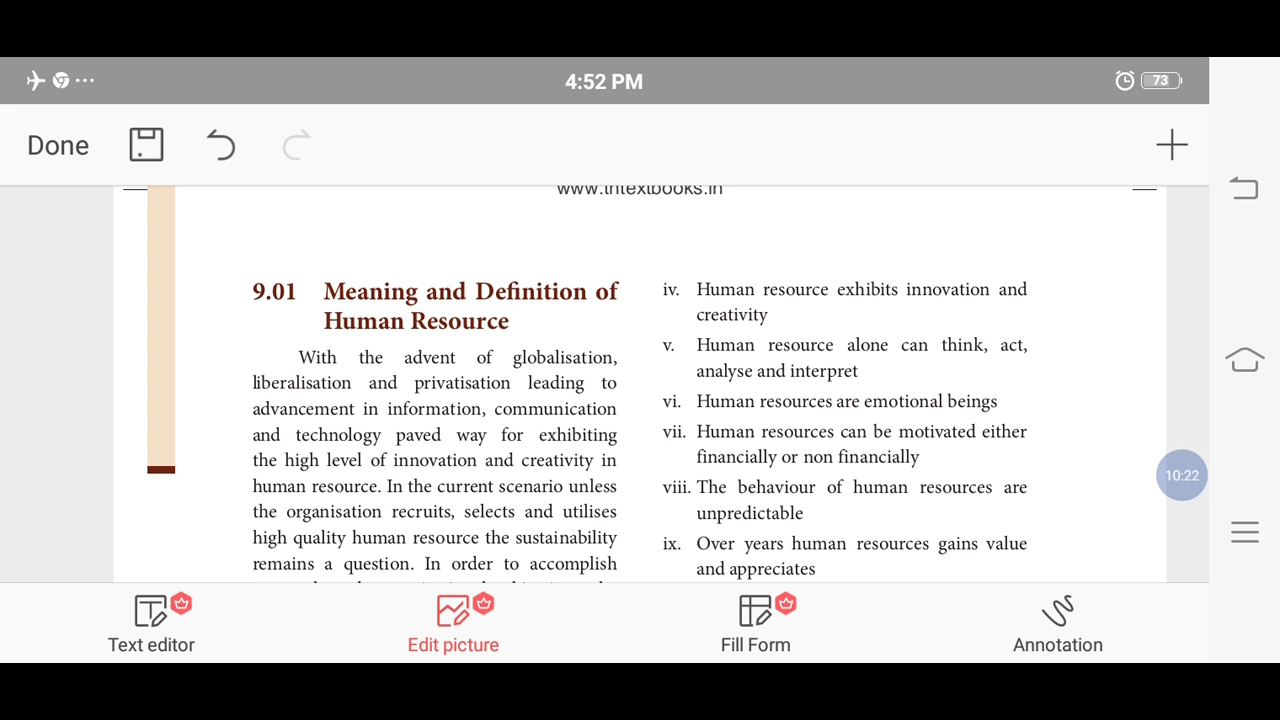 4:52 PM
73
Done
www.tntextbooks.in
9.01 Meaning and Definition of
Human Resource
With the advent of globalisation,
liberalisation and privatisation leading to
advancement in information, communication
and technology paved way for exhibiting
the high level of innovation and creativity in
human resource. In the current scenario unless
the organisation recruits, selects and utilises
high quality human resource the sustainability
remains a question. In order to accomplish
iv. Human resource exhibits innovation and
creativity
v. Human resource alone can think, act,
analyse and interpret
vi. Human resources are emotional beings
vii. Human resources can be motivated either
financially or non financially
viii. The behaviour of human resources are
unpredictable
ix. Over years human resources gains value
and appreciates
10:22
Text editor
Edit picture
Fill Form
Annotation